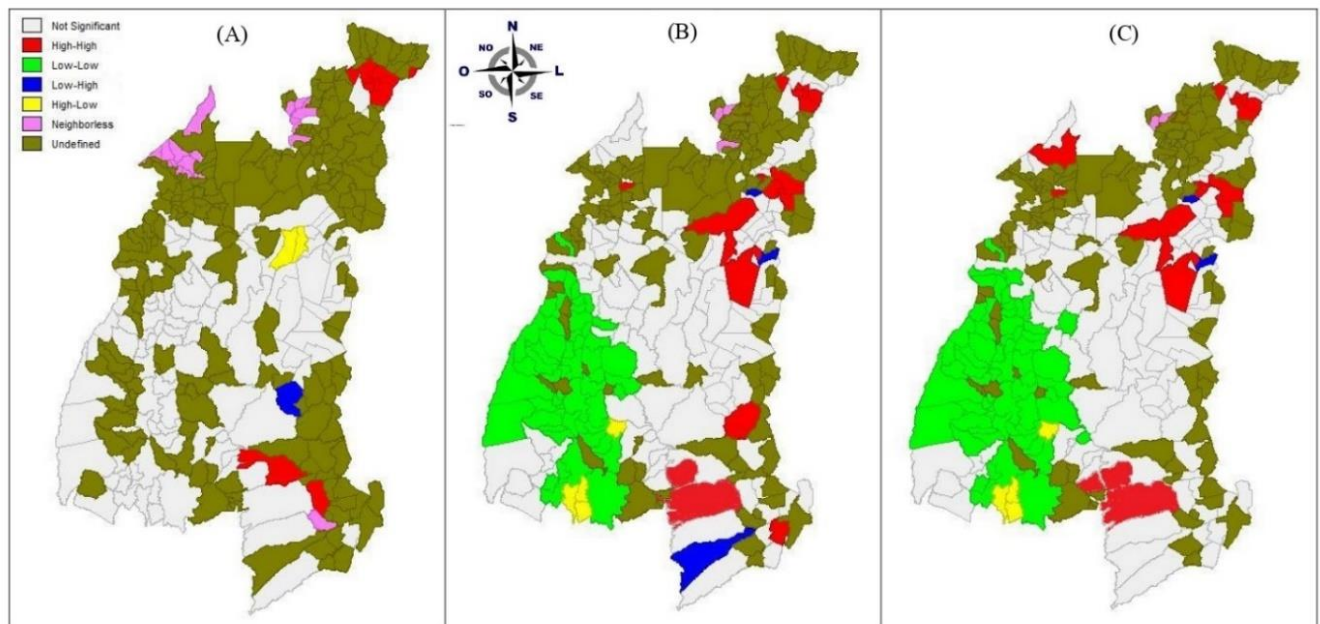 Not Significant
High-High
Low-Low
Low-High
High-Low
Neighborless
Undefined
(A)
N
NO NE
O L
SO SE
S
(B)
(C)